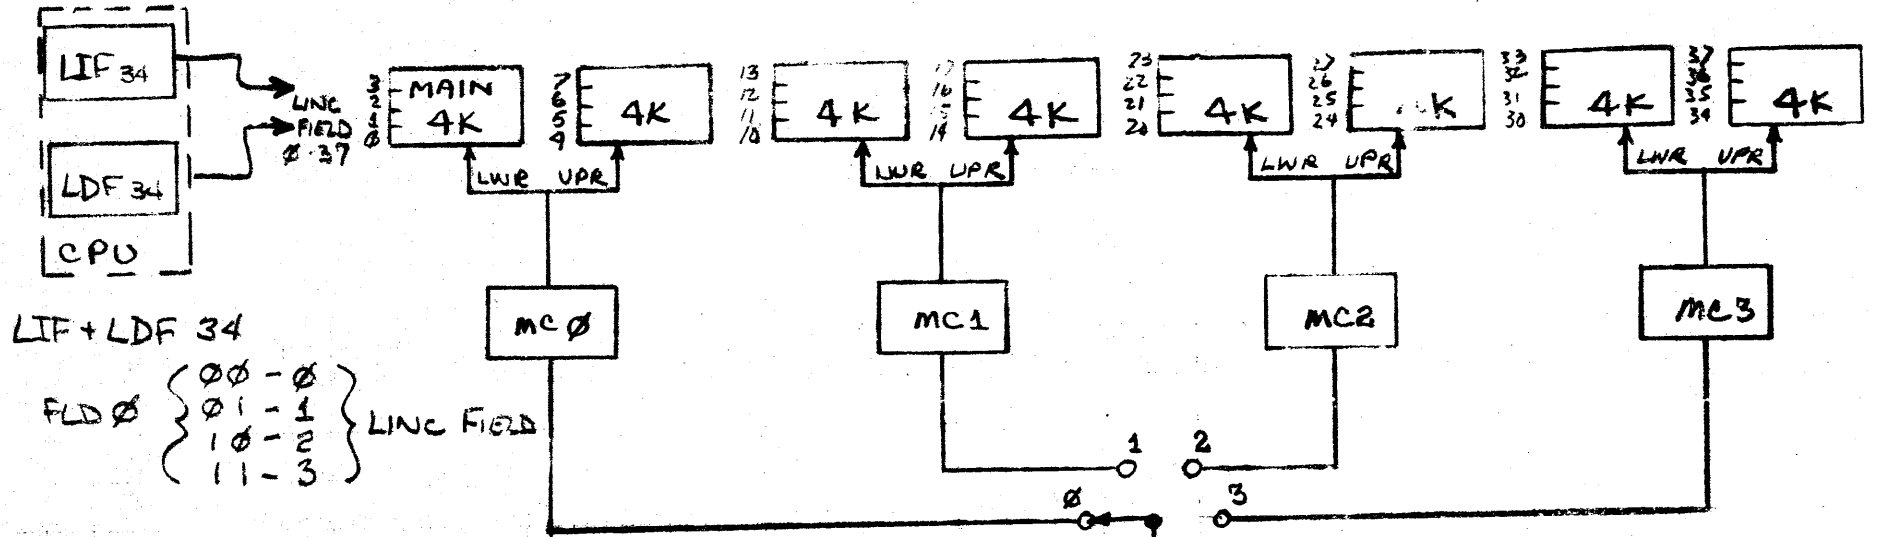 LIF 34
LINC
FIELD
Ø-37
LDF 34
CPU
3
2
1
Ø
MAIN
4K
7
6
5
4
4K
13
12
11
10
4K
17
16
15
14
4K
23
22
21
20
4K
27
26
25
24
K
33
32
31
30
4K
37
36
35
34
4K
LWR UPR
LWR UPR
LWR UPR
LWR UPR
MCØ
MC1
MC2
MC3
LIF + LDF 34
FLD Ø
ØØ - Ø
Ø1 - 1
1Ø - 2
11 - 3
LINC FIELD
1
2
Ø
3